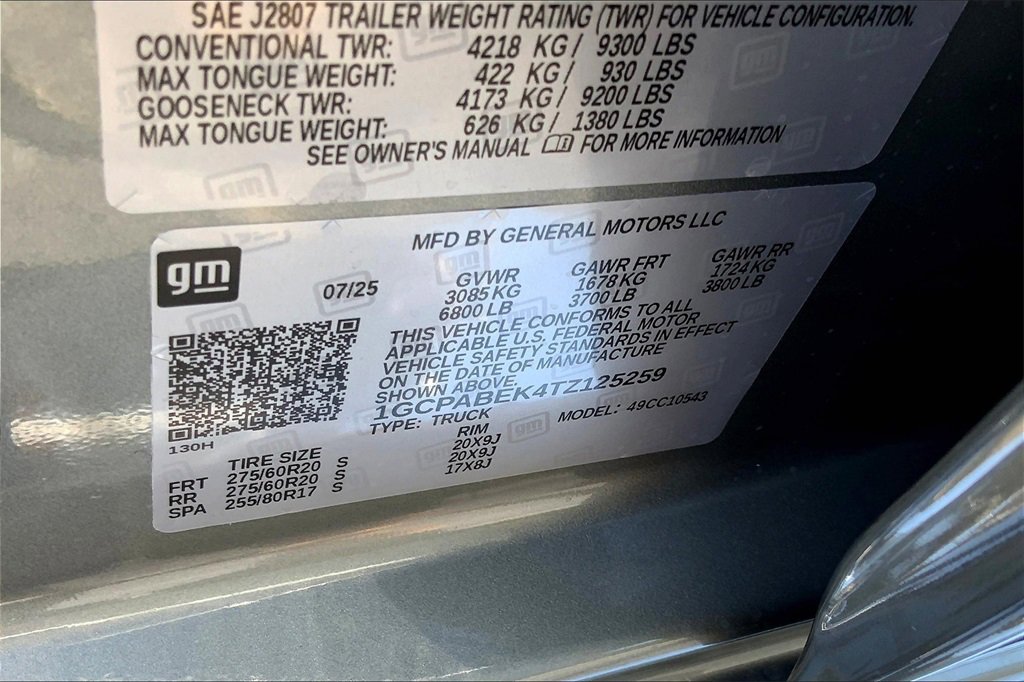 SAE J2807 TRAILER WEIGHT RATING (TWR) FOR VEHICLE CONFIGURATION.
CONVENTIONAL TWR: 4218 KG / 9300 LBS
MAX TONGUE WEIGHT: 422 KG / 930 LBS
GOOSENECK TWR: 4173 KG / 9200 LBS
MAX TONGUE WEIGHT: 626 KG / 1380 LBS
SEE OWNER'S MANUAL FOR MORE INFORMATION
gm
MFD BY GENERAL MOTORS LLC
07/25 GVWR GAWR FRT GAWR RR
3085 KG 1678 KG 1724 KG
6800 LB 3700 LB 3800 LB
THIS VEHICLE CONFORMS TO ALL
APPLICABLE U.S. FEDERAL MOTOR
VEHICLE SAFETY STANDARDS IN EFFECT
ON THE DATE OF MANUFACTURE
SHOWN ABOVE.
1GCPABEK4TZ125259
TYPE: TRUCK MODEL: 49CC10543
130H
TIRE SIZE RIM
FRT 275/60R20 S 20X9J
RR 275/60R20 S 20X9J
SPA 255/80R17 S 17X8J